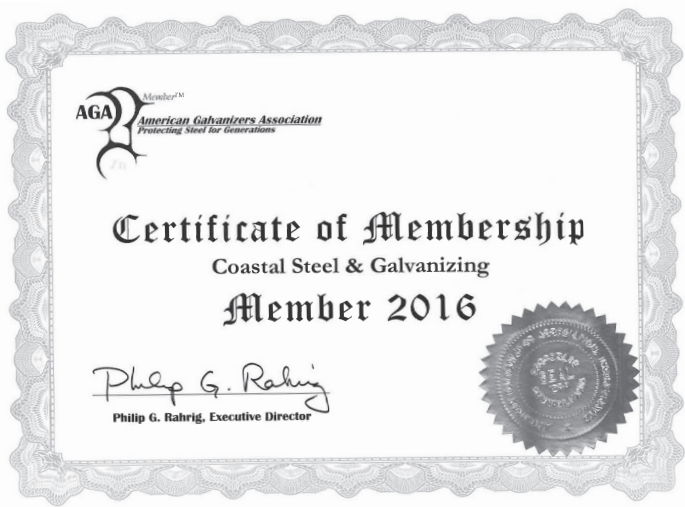 Member™
AGA
American Galvanizers Association
Protecting Steel for Generations
Certificate of Membership
Coastal Steel & Galvanizing
Member 2016
Philip G. Rahrig
Philip G. Rahrig, Executive Director